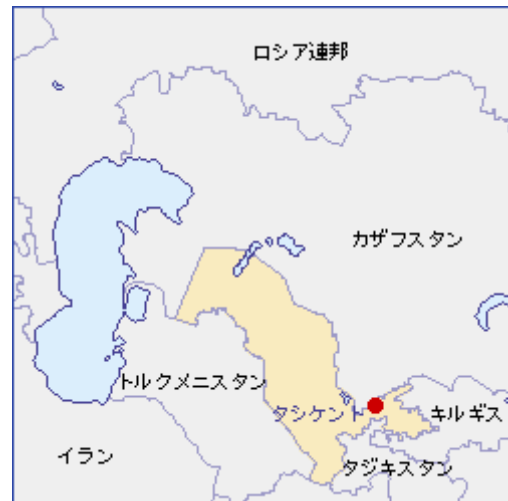 ロシア連邦
カザフスタン
トルクメニスタン
タシケント
キルギス
イラン
タジキスタン